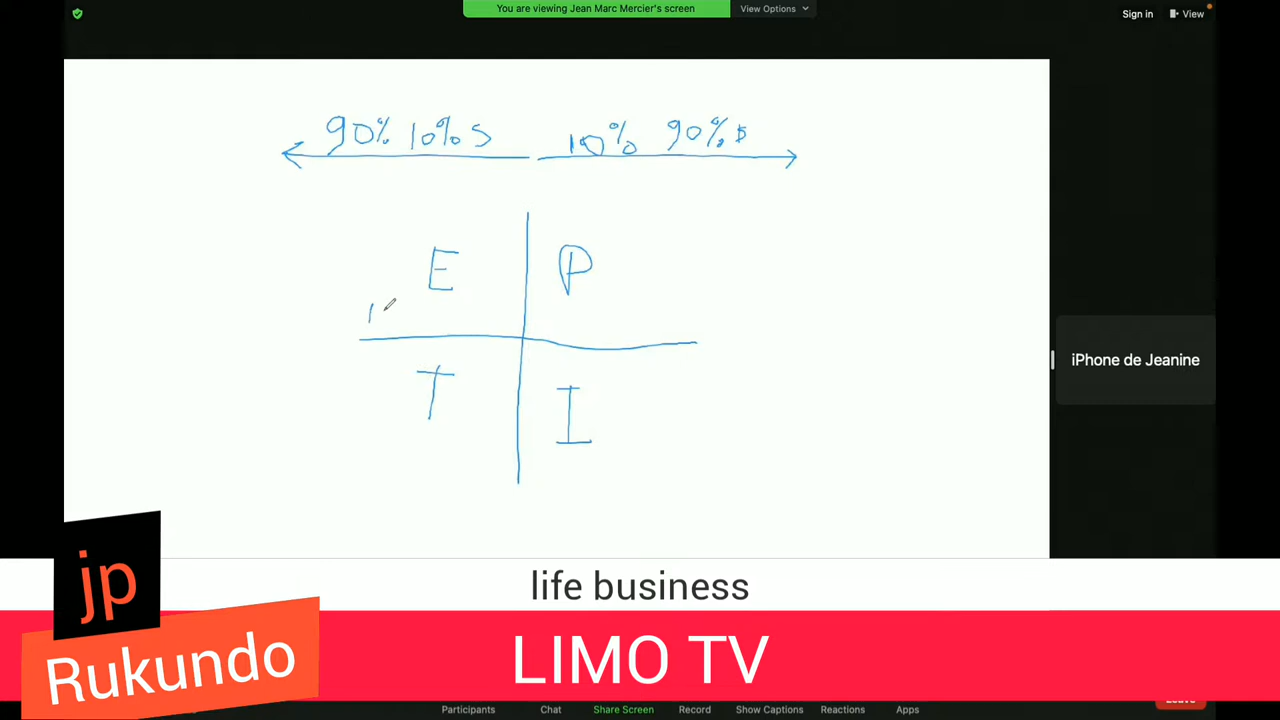 You are viewing Jean Marc Mercier's screen
View Options
Sign in
View
90% 10% S
10% 90% $
E
P
T
I
iPhone de Jeanine
life business
jp
Rukundo
LIMO TV
Participants
Chat
Share Screen
Record
Show Captions
Reactions
Apps
Leave